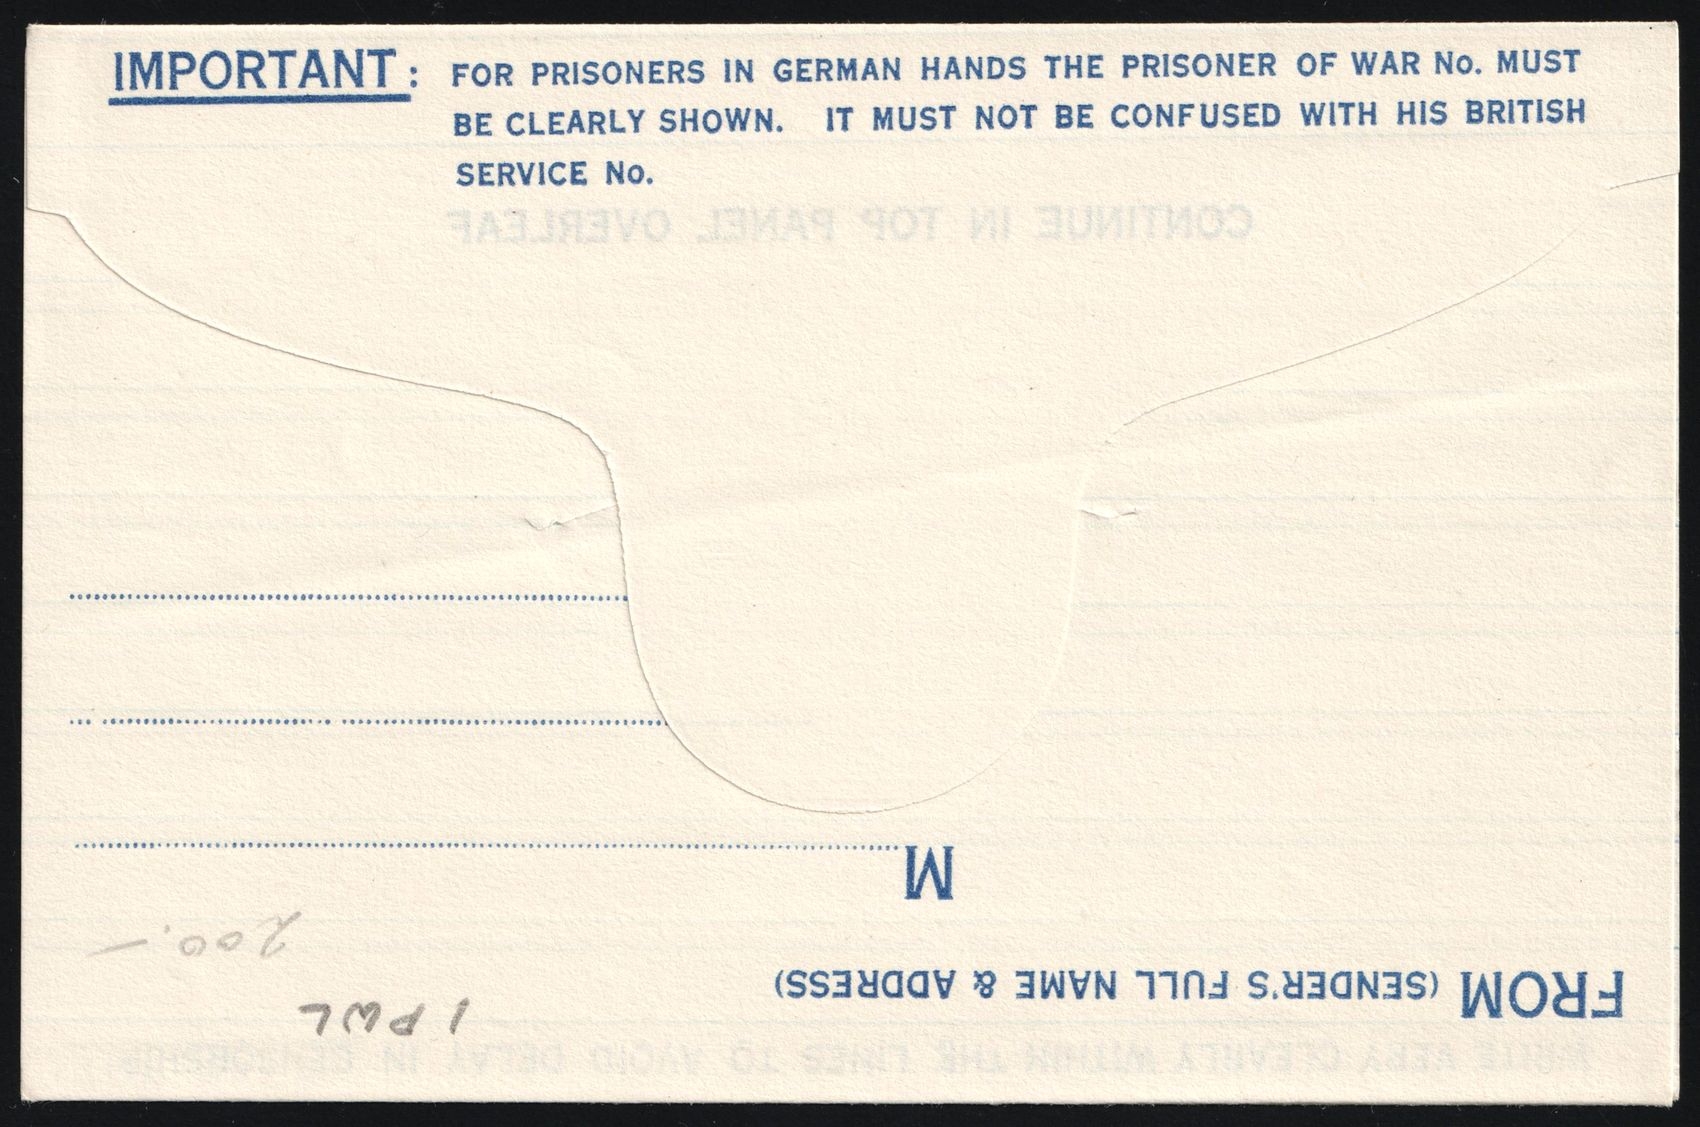 IMPORTANT: FOR PRISONERS IN GERMAN HANDS THE PRISONER OF WAR No. MUST
BE CLEARLY SHOWN. IT MUST NOT BE CONFUSED WITH HIS BRITISH
SERVICE No.
CONTINUE IN TOP PANEL OVERLEAF
M
200.-
FROM (SENDER'S FULL NAME & ADDRESS)
1 PWL
WRITE VERY CLEARLY WITHIN THE LINES TO AVOID DELAY IN CENSORSHIP